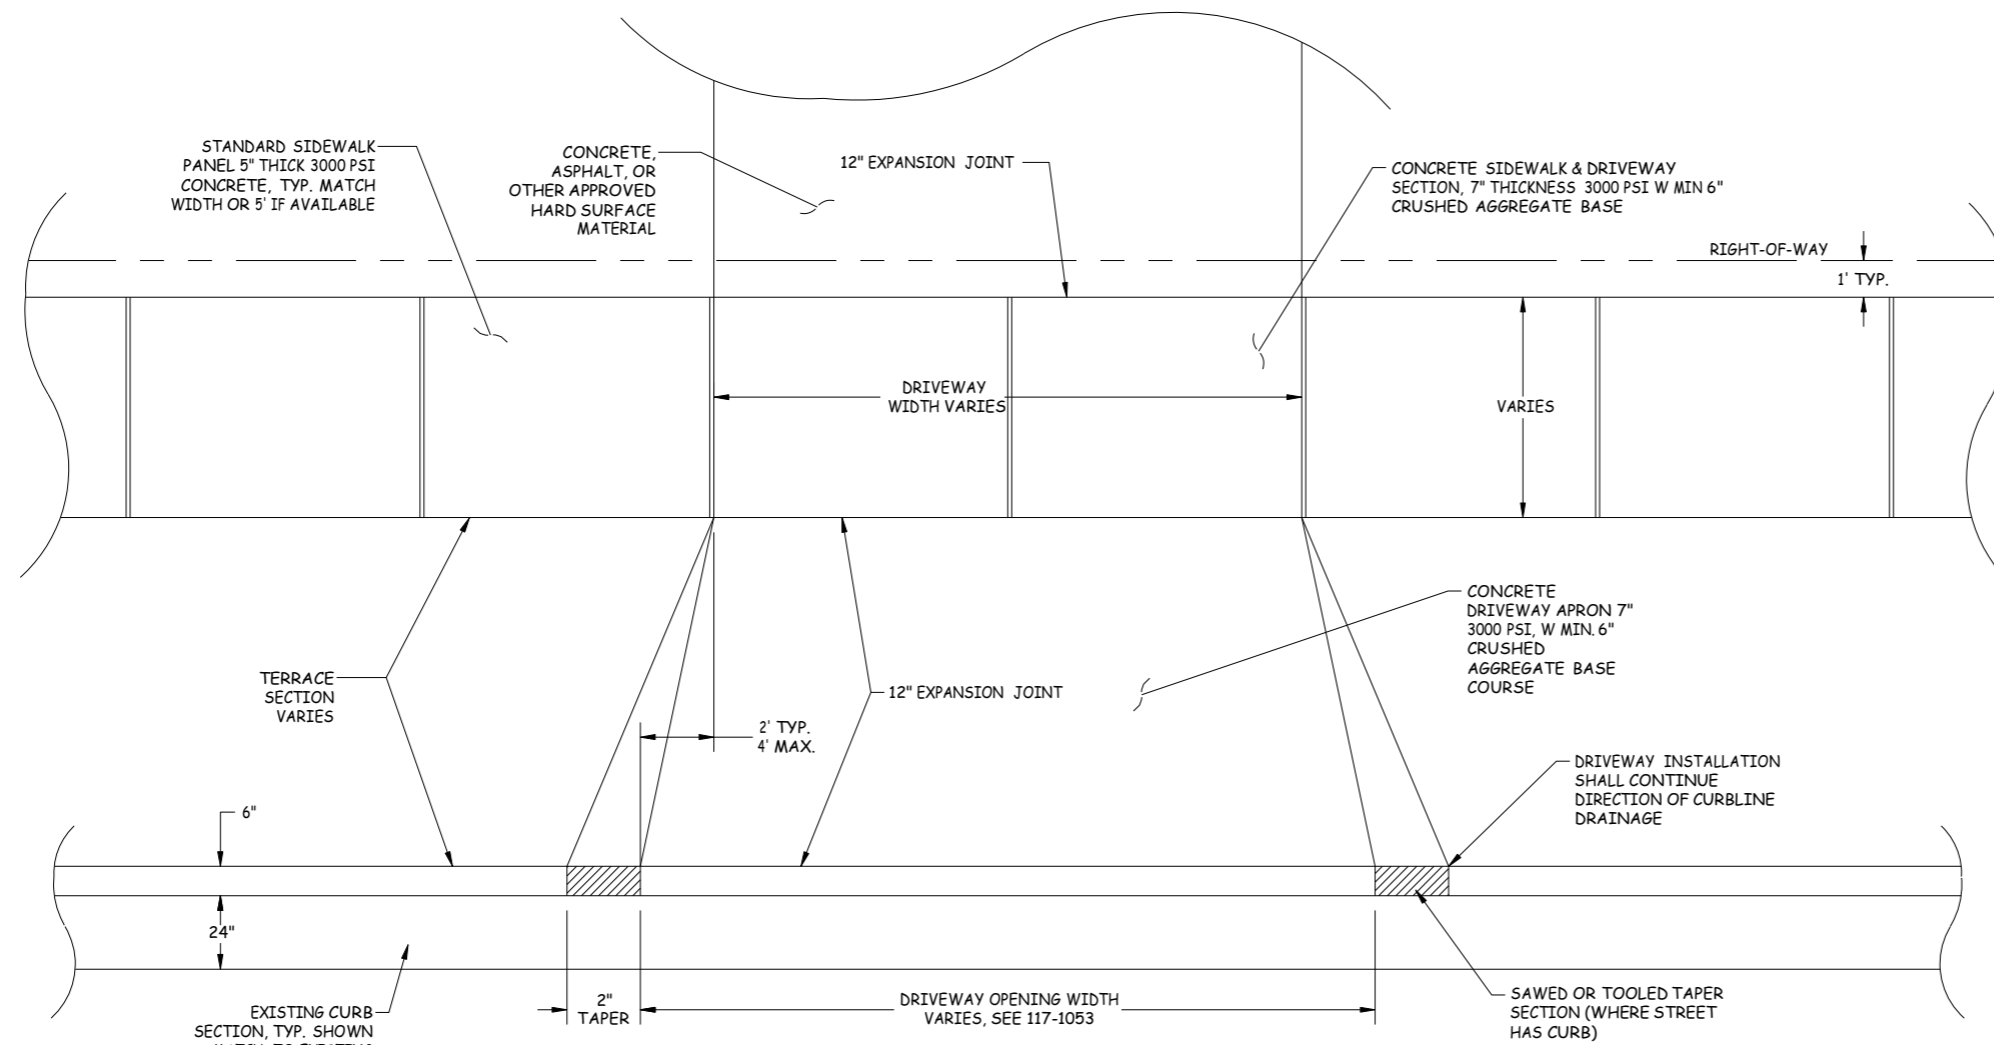 STANDARD SIDEWALK
PANEL 5" THICK 3000 PSI
CONCRETE, TYP. MATCH
WIDTH OR 5' IF AVAILABLE
CONCRETE,
ASPHALT, OR
OTHER APPROVED
HARD SURFACE
MATERIAL
12" EXPANSION JOINT
CONCRETE SIDEWALK & DRIVEWAY
SECTION, 7" THICKNESS 3000 PSI W MIN 6"
CRUSHED AGGREGATE BASE
RIGHT-OF-WAY
1' TYP.
DRIVEWAY
WIDTH VARIES
VARIES
TERRACE
SECTION
VARIES
12" EXPANSION JOINT
CONCRETE
DRIVEWAY APRON 7"
3000 PSI, W MIN. 6"
CRUSHED
AGGREGATE BASE
COURSE
2' TYP.
4' MAX.
DRIVEWAY INSTALLATION
SHALL CONTINUE
DIRECTION OF CURBLINE
DRAINAGE
6"
24"
EXISTING CURB
SECTION, TYP. SHOWN
2"
TAPER
DRIVEWAY OPENING WIDTH
VARIES, SEE 117-1053
SAWED OR TOOLED TAPER
SECTION (WHERE STREET
HAS CURB)